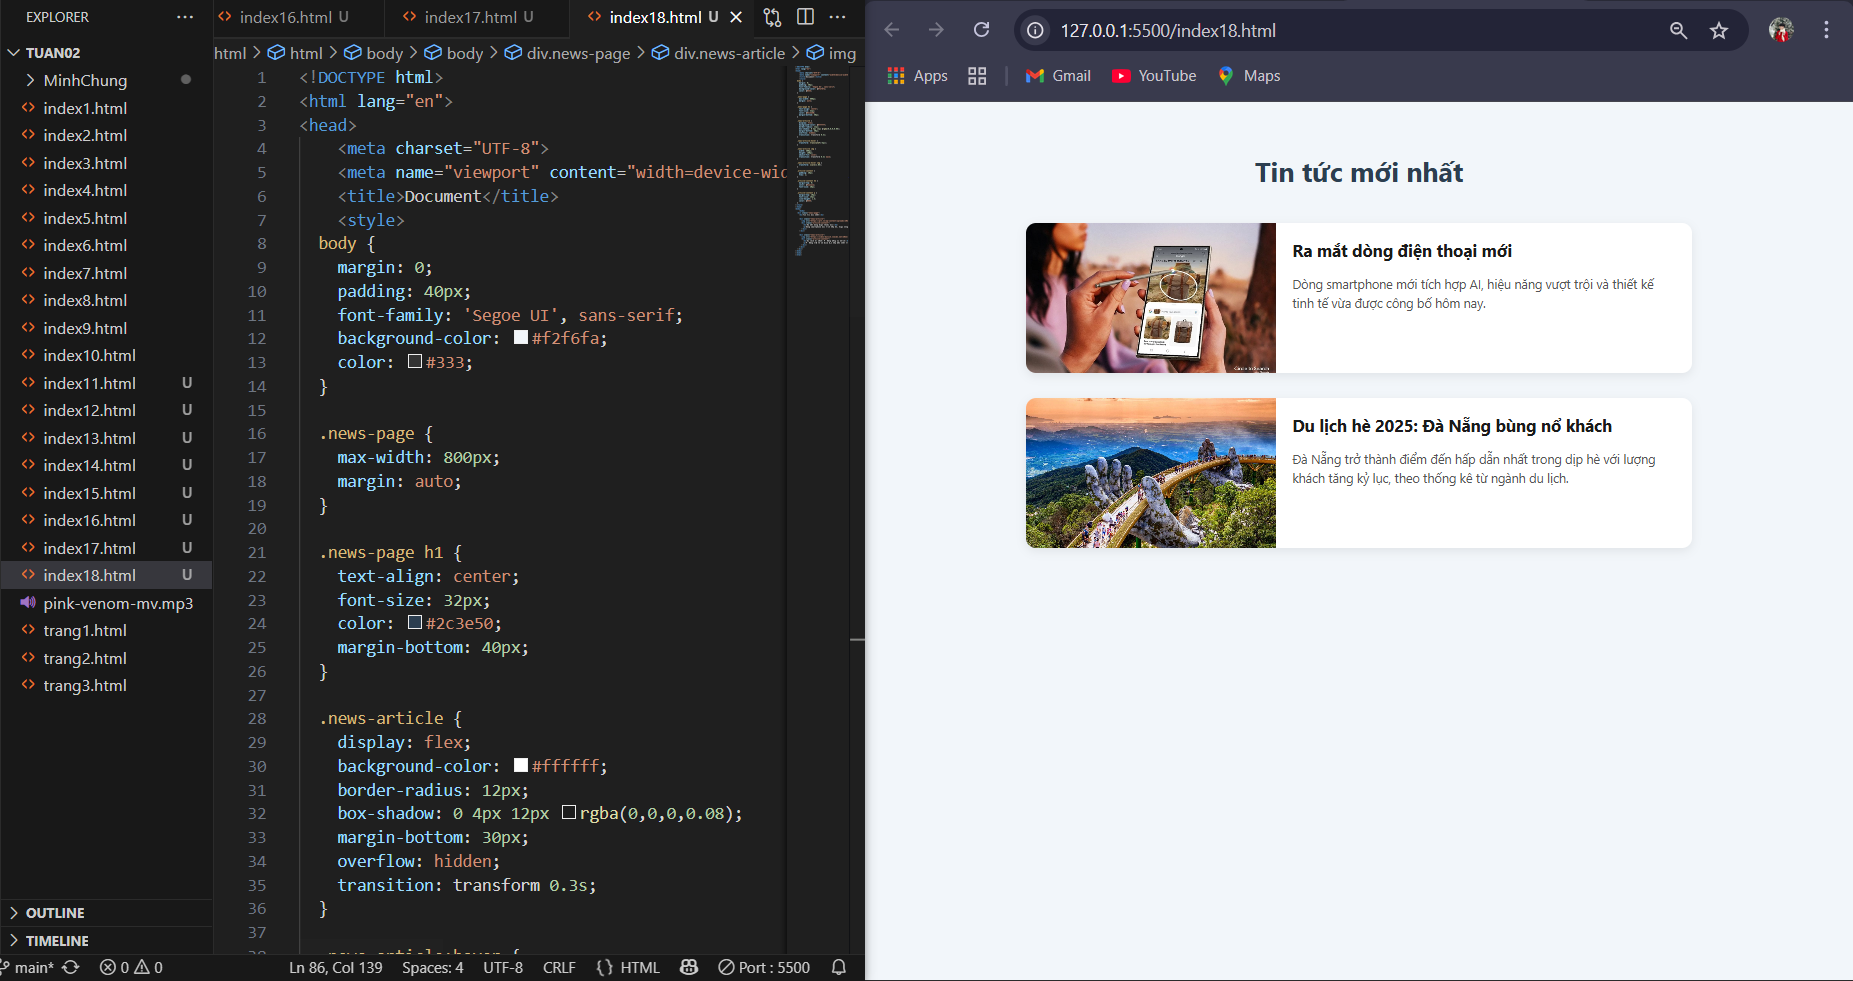 EXPLORER
TUAN02
MinhChung
index1.html
index2.html
index3.html
index4.html
index5.html
index6.html
index7.html
index8.html
index9.html
index10.html
index11.html U
index12.html U
index13.html U
index14.html U
index15.html U
index16.html U
index17.html U
index18.html U
pink-venom-mv.mp3
trang1.html
trang2.html
trang3.html
OUTLINE
TIMELINE
index16.html U
index17.html U
index18.html U
html > html > body > body > div.news-page > div.news-article > img
1 <!DOCTYPE html>
2 <html lang="en">
3 <head>
4 <meta charset="UTF-8">
5 <meta name="viewport" content="width=device-wid
6 <title>Document</title>
7 <style>
8 body {
9 margin: 0;
10 padding: 40px;
11 font-family: 'Segoe UI', sans-serif;
12 background-color: #f2f6fa;
13 color: #333;
14 }
15
16 .news-page {
17 max-width: 800px;
18 margin: auto;
19 }
20
21 .news-page h1 {
22 text-align: center;
23 font-size: 32px;
24 color: #2c3e50;
25 margin-bottom: 40px;
26 }
27
28 .news-article {
29 display: flex;
30 background-color: #ffffff;
31 border-radius: 12px;
32 box-shadow: 0 4px 12px rgba(0,0,0,0.08);
33 margin-bottom: 30px;
34 overflow: hidden;
35 transition: transform 0.3s;
36 }
37
38 .news-article:hover {
main* 0 0 Ln 86, Col 139 Spaces: 4 UTF-8 CRLF {} HTML Port : 5500
127.0.0.1:5500/index18.html
Apps Gmail YouTube Maps
Tin tức mới nhất
Ra mắt dòng điện thoại mới
Dòng smartphone mới tích hợp AI, hiệu năng vượt trội và thiết kế
tinh tế vừa được công bố hôm nay.
Du lịch hè 2025: Đà Nẵng bùng nổ khách
Đà Nẵng trở thành điểm đến hấp dẫn nhất trong dịp hè với lượng
khách tăng kỷ lục, theo thống kê từ ngành du lịch.